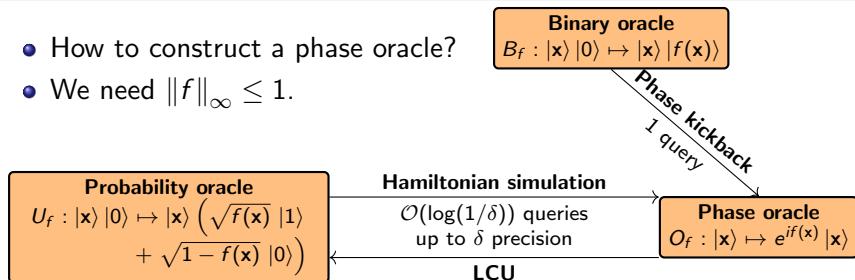 • How to construct a phase oracle?
• We need ‖f‖∞ ≤ 1.
Binary oracle
B_f : |x⟩ |0⟩ ↦ |x⟩ |f(x)⟩
Phase kickback
1 query
Probability oracle
U_f : |x⟩ |0⟩ ↦ |x⟩ (√f(x) |1⟩
+ √1 − f(x) |0⟩)
Hamiltonian simulation
𝒪(log(1/δ)) queries
up to δ precision
LCU
Phase oracle
O_f : |x⟩ ↦ e^{if(x)} |x⟩